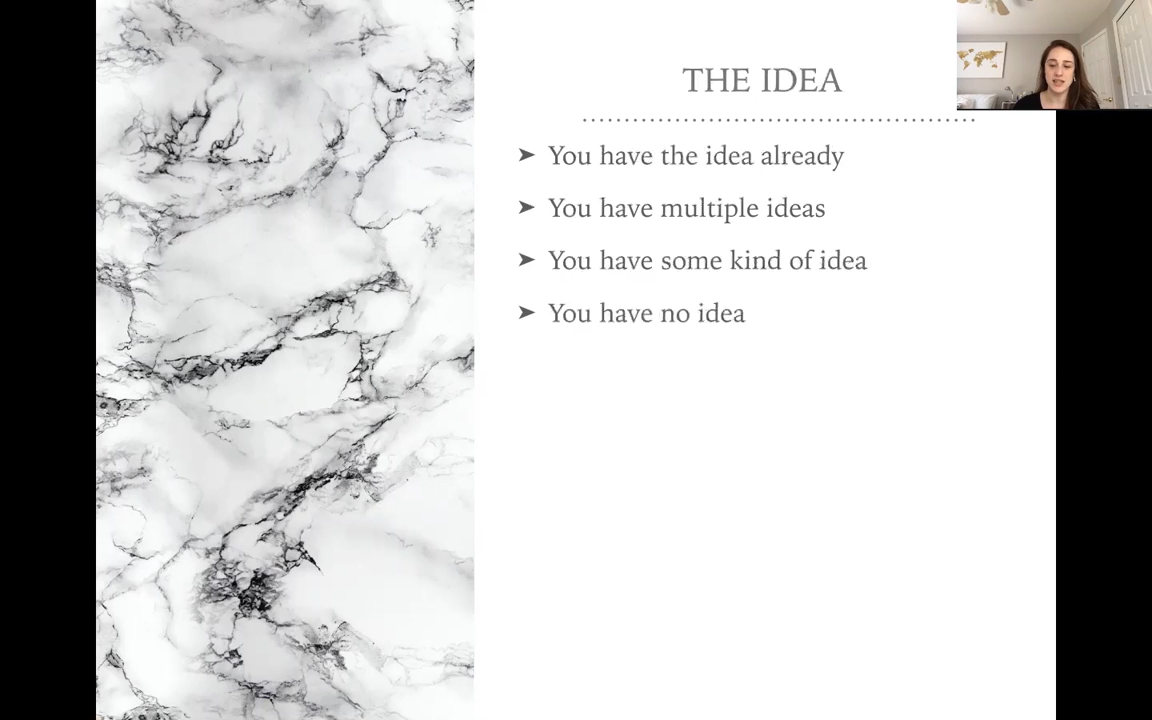 THE IDEA
➤ You have the idea already
➤ You have multiple ideas
➤ You have some kind of idea
➤ You have no idea